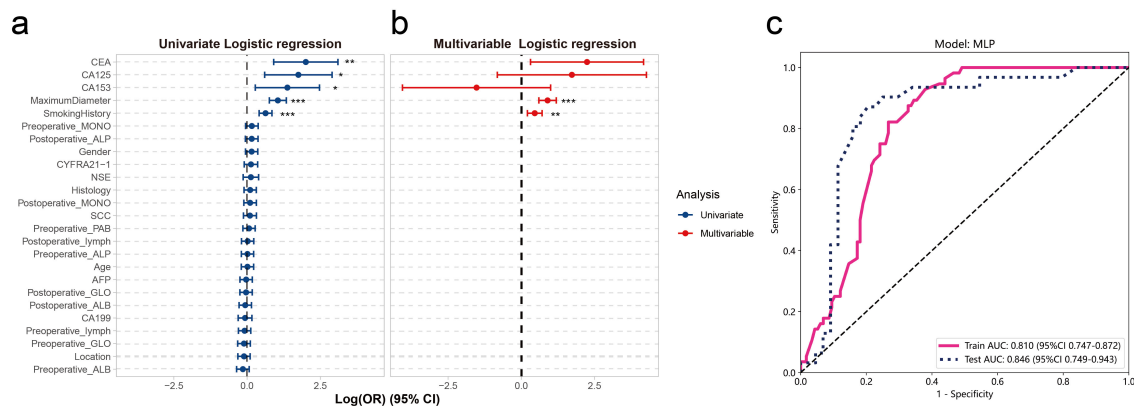 a
b
c
Univariate Logistic regression
Multivariable Logistic regression
CEA
CA125
CA153
MaximumDiameter
SmokingHistory
Preoperative_MONO
Postoperative_ALP
Gender
CYFRA21−1
NSE
Histology
Postoperative_MONO
SCC
Preoperative_PAB
Postoperative_lymph
Preoperative_ALP
Age
AFP
Postoperative_GLO
Postoperative_ALB
CA199
Preoperative_lymph
Preoperative_GLO
Location
Preoperative_ALB
**
*
*
***
***
***
**
−2.5 0.0 2.5
−2.5 0.0 2.5
Log(OR) (95% CI)
Analysis
Univariate
Multivariable
Model: MLP
Sensitivity
1.0
0.8
0.6
0.4
0.2
0.0
Train AUC: 0.810 (95%CI 0.747-0.872)
Test AUC: 0.846 (95%CI 0.749-0.943)
0.0 0.2 0.4 0.6 0.8 1.0
1 - Specificity